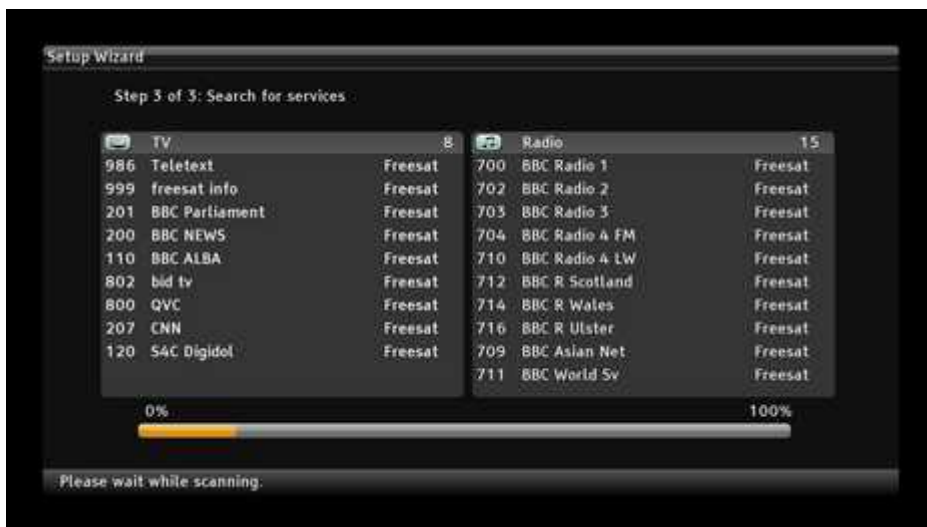 Setup Wizard
Step 3 of 3: Search for services
TV 8
986 Teletext Freesat
999 freesat info Freesat
201 BBC Parliament Freesat
200 BBC NEWS Freesat
110 BBC ALBA Freesat
802 bid tv Freesat
800 QVC Freesat
207 CNN Freesat
120 S4C Digidol Freesat
Radio 15
700 BBC Radio 1 Freesat
702 BBC Radio 2 Freesat
703 BBC Radio 3 Freesat
704 BBC Radio 4 FM Freesat
710 BBC Radio 4 LW Freesat
712 BBC R Scotland Freesat
714 BBC R Wales Freesat
716 BBC R Ulster Freesat
709 BBC Asian Net Freesat
711 BBC World Sv Freesat
0% 100%
Please wait while scanning.